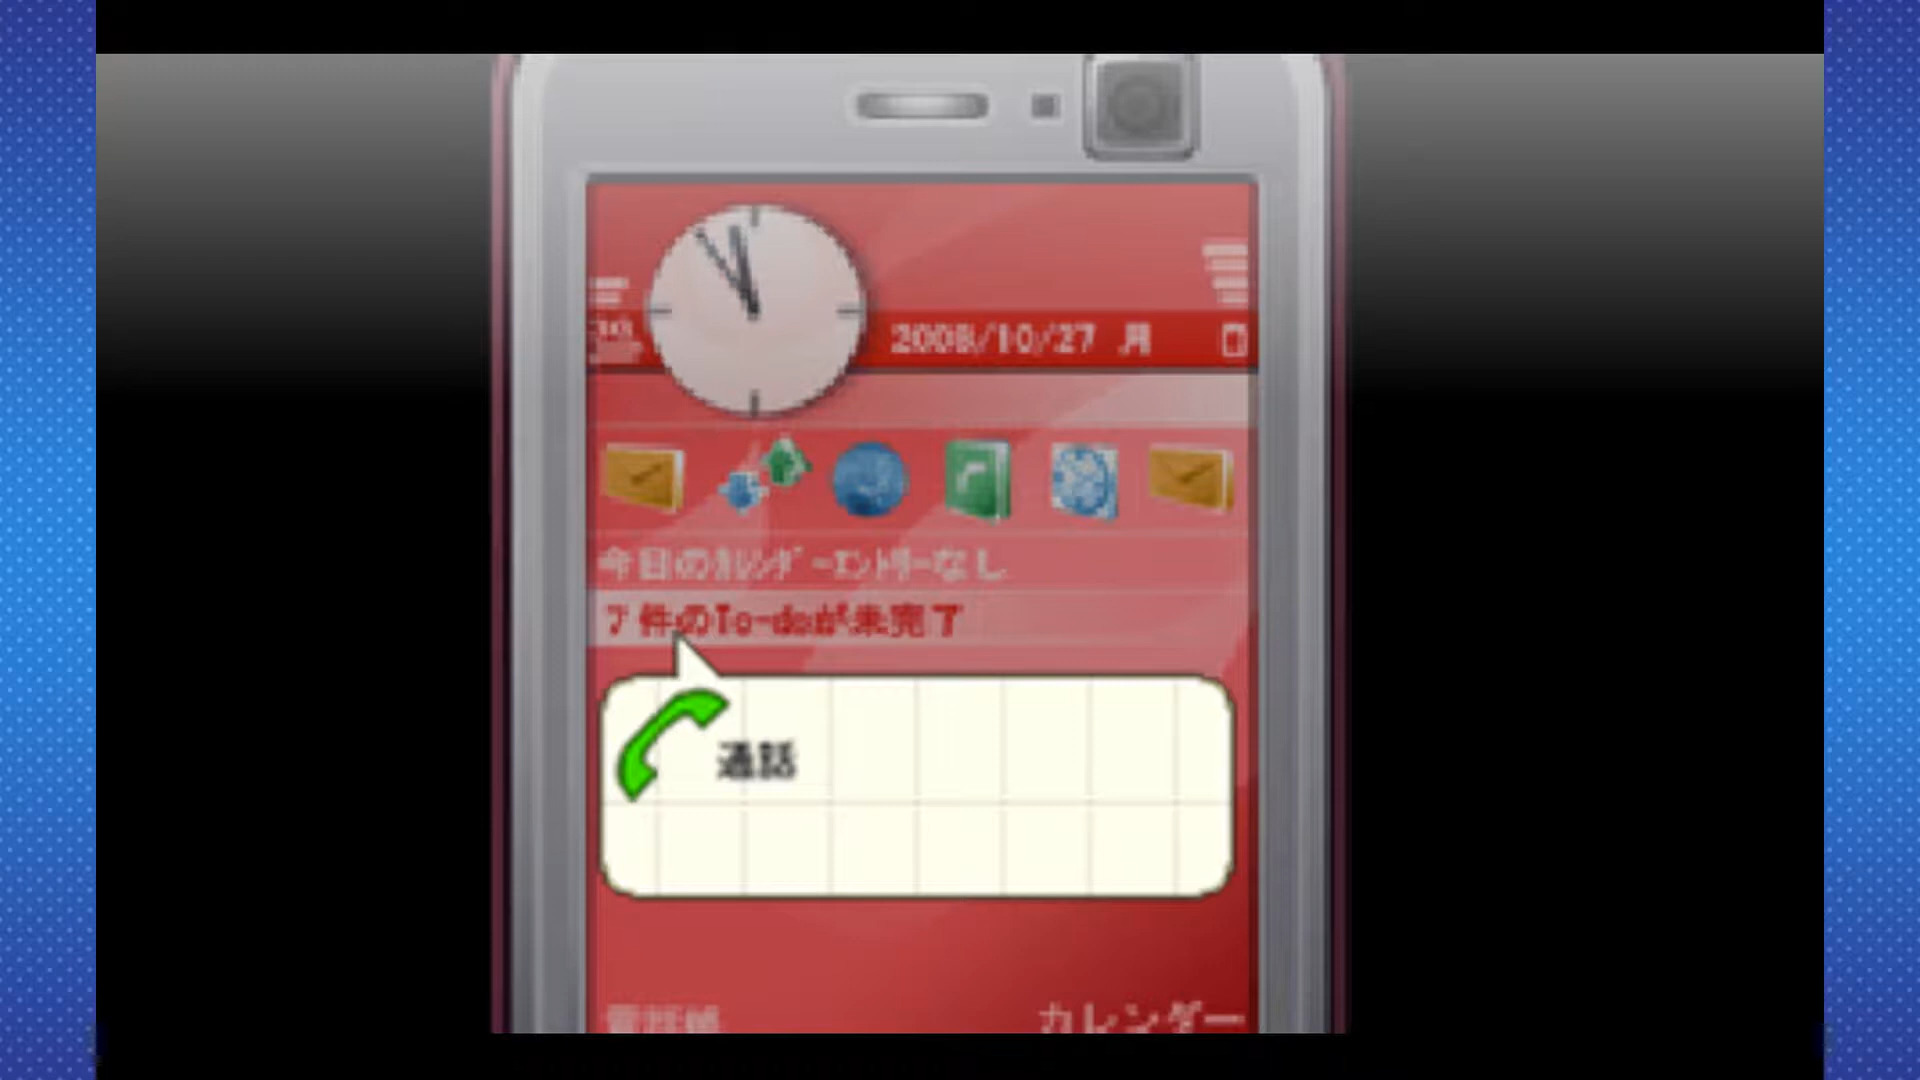 3G
2008/10/27 月
今日のカレンダーエントリーなし
7 件のTo-doが未完了
通話
電話帳 カレンダー